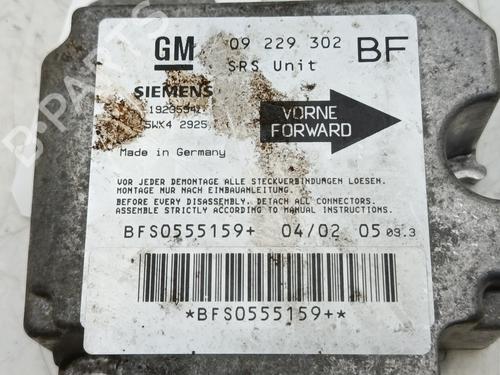 GM 09 229 302 BF
SRS Unit
SIEMENS
5WK4 2925
VORNE
FORWARD
Made in Germany
VOR JEDER DEMONTAGE ALLE STECKVERBINDUNGEN LOESEN.
MONTAGE NUR NACH EINBAUANLEITUNG.
BEFORE EVERY DISASSEMBLY, DETACH ALL CONNECTORS.
ASSEMBLE STRICTLY ACCORDING TO MANUAL INSTRUCTIONS.
BFS0555159+ 04/02 05 09.3
*BFS0555159+*